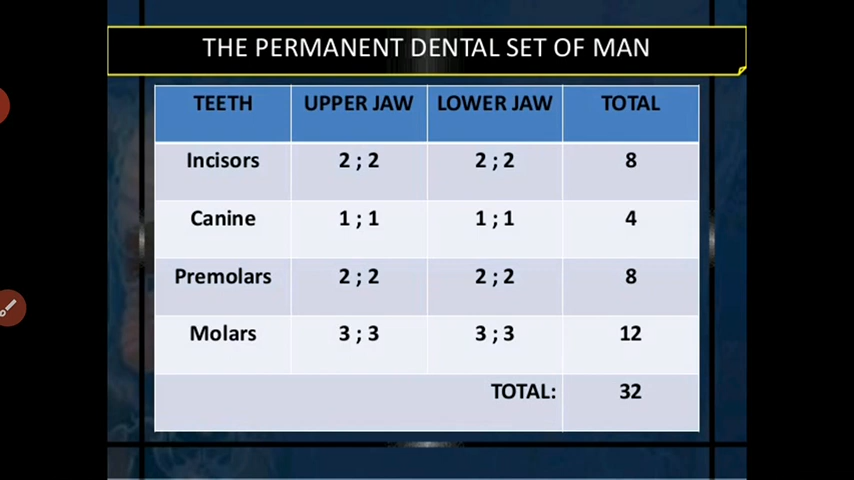 THE PERMANENT DENTAL SET OF MAN
TEETH UPPER JAW LOWER JAW TOTAL
Incisors 2 ; 2 2 ; 2 8
Canine 1 ; 1 1 ; 1 4
Premolars 2 ; 2 2 ; 2 8
Molars 3 ; 3 3 ; 3 12
TOTAL: 32